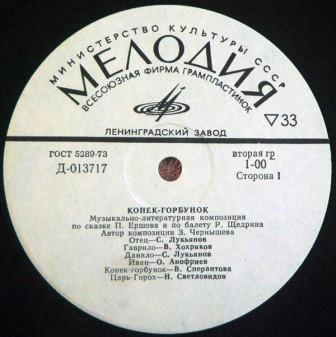 МИНИСТЕРСТВО КУЛЬТУРЫ СССР
МЕЛОДИЯ
ВСЕСОЮЗНАЯ ФИРМА ГРАМПЛАСТИНОК
33
ЛЕНИНГРАДСКИЙ ЗАВОД
ГОСТ 5289-73
Д-013717
вторая гр
1-00
Сторона 1
КОНЕК-ГОРБУНОК
Музыкально-литературная композиция
по сказке П. Ершова и по балету Р. Щедрина
Автор композиции З. Чернышева
Отец—С. Лукьянов
Гаврило—В. Хохряков
Данило—С. Лукьянов
Иван—О. Анофриев
Конек-горбунок—В. Сперантова
Царь-Горох—Н. Светловидов